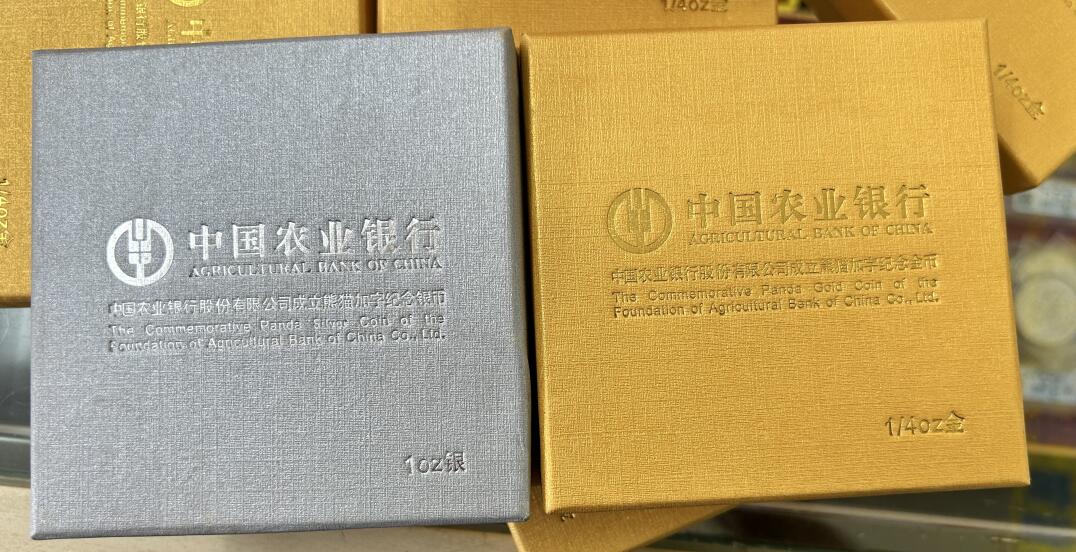 中国农业银行
AGRICULTURAL BANK OF CHINA
中国农业银行股份有限公司成立熊猫加字纪念银币
The Commemorative Panda Silver Coin of the
Foundation of Agricultural Bank of China Co., Ltd.
1oz银
中国农业银行
AGRICULTURAL BANK OF CHINA
中国农业银行股份有限公司成立熊猫加字纪念金币
The Commemorative Panda Gold Coin of the
Foundation of Agricultural Bank of China Co., Ltd.
1/4oz金
1/4oz金
1/4oz金
1/4oz金